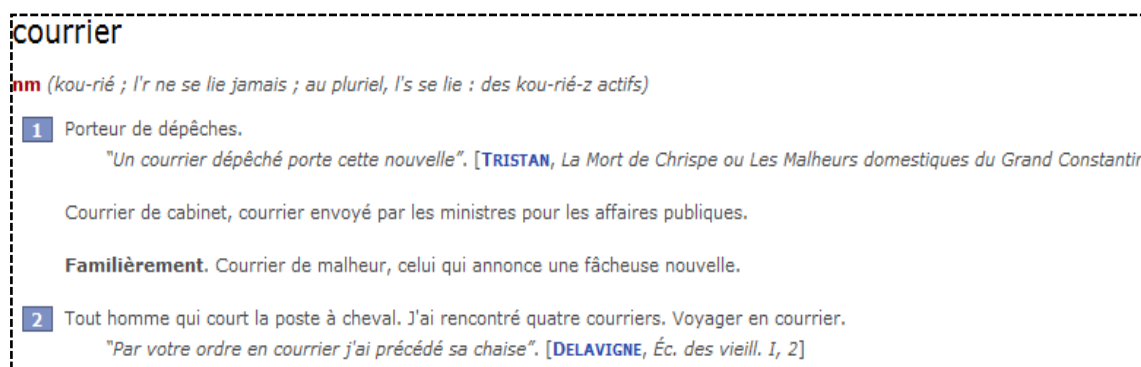 courrier
nm (kou-rié ; l'r ne se lie jamais ; au pluriel, l's se lie : des kou-rié-z actifs)
1 Porteur de dépêches.
"Un courrier dépêché porte cette nouvelle". [TRISTAN, La Mort de Chrispe ou Les Malheurs domestiques du Grand Constantin
Courrier de cabinet, courrier envoyé par les ministres pour les affaires publiques.
Familièrement. Courrier de malheur, celui qui annonce une fâcheuse nouvelle.
2 Tout homme qui court la poste à cheval. J'ai rencontré quatre courriers. Voyager en courrier.
"Par votre ordre en courrier j'ai précédé sa chaise". [DELAVIGNE, Éc. des vieill. I, 2]